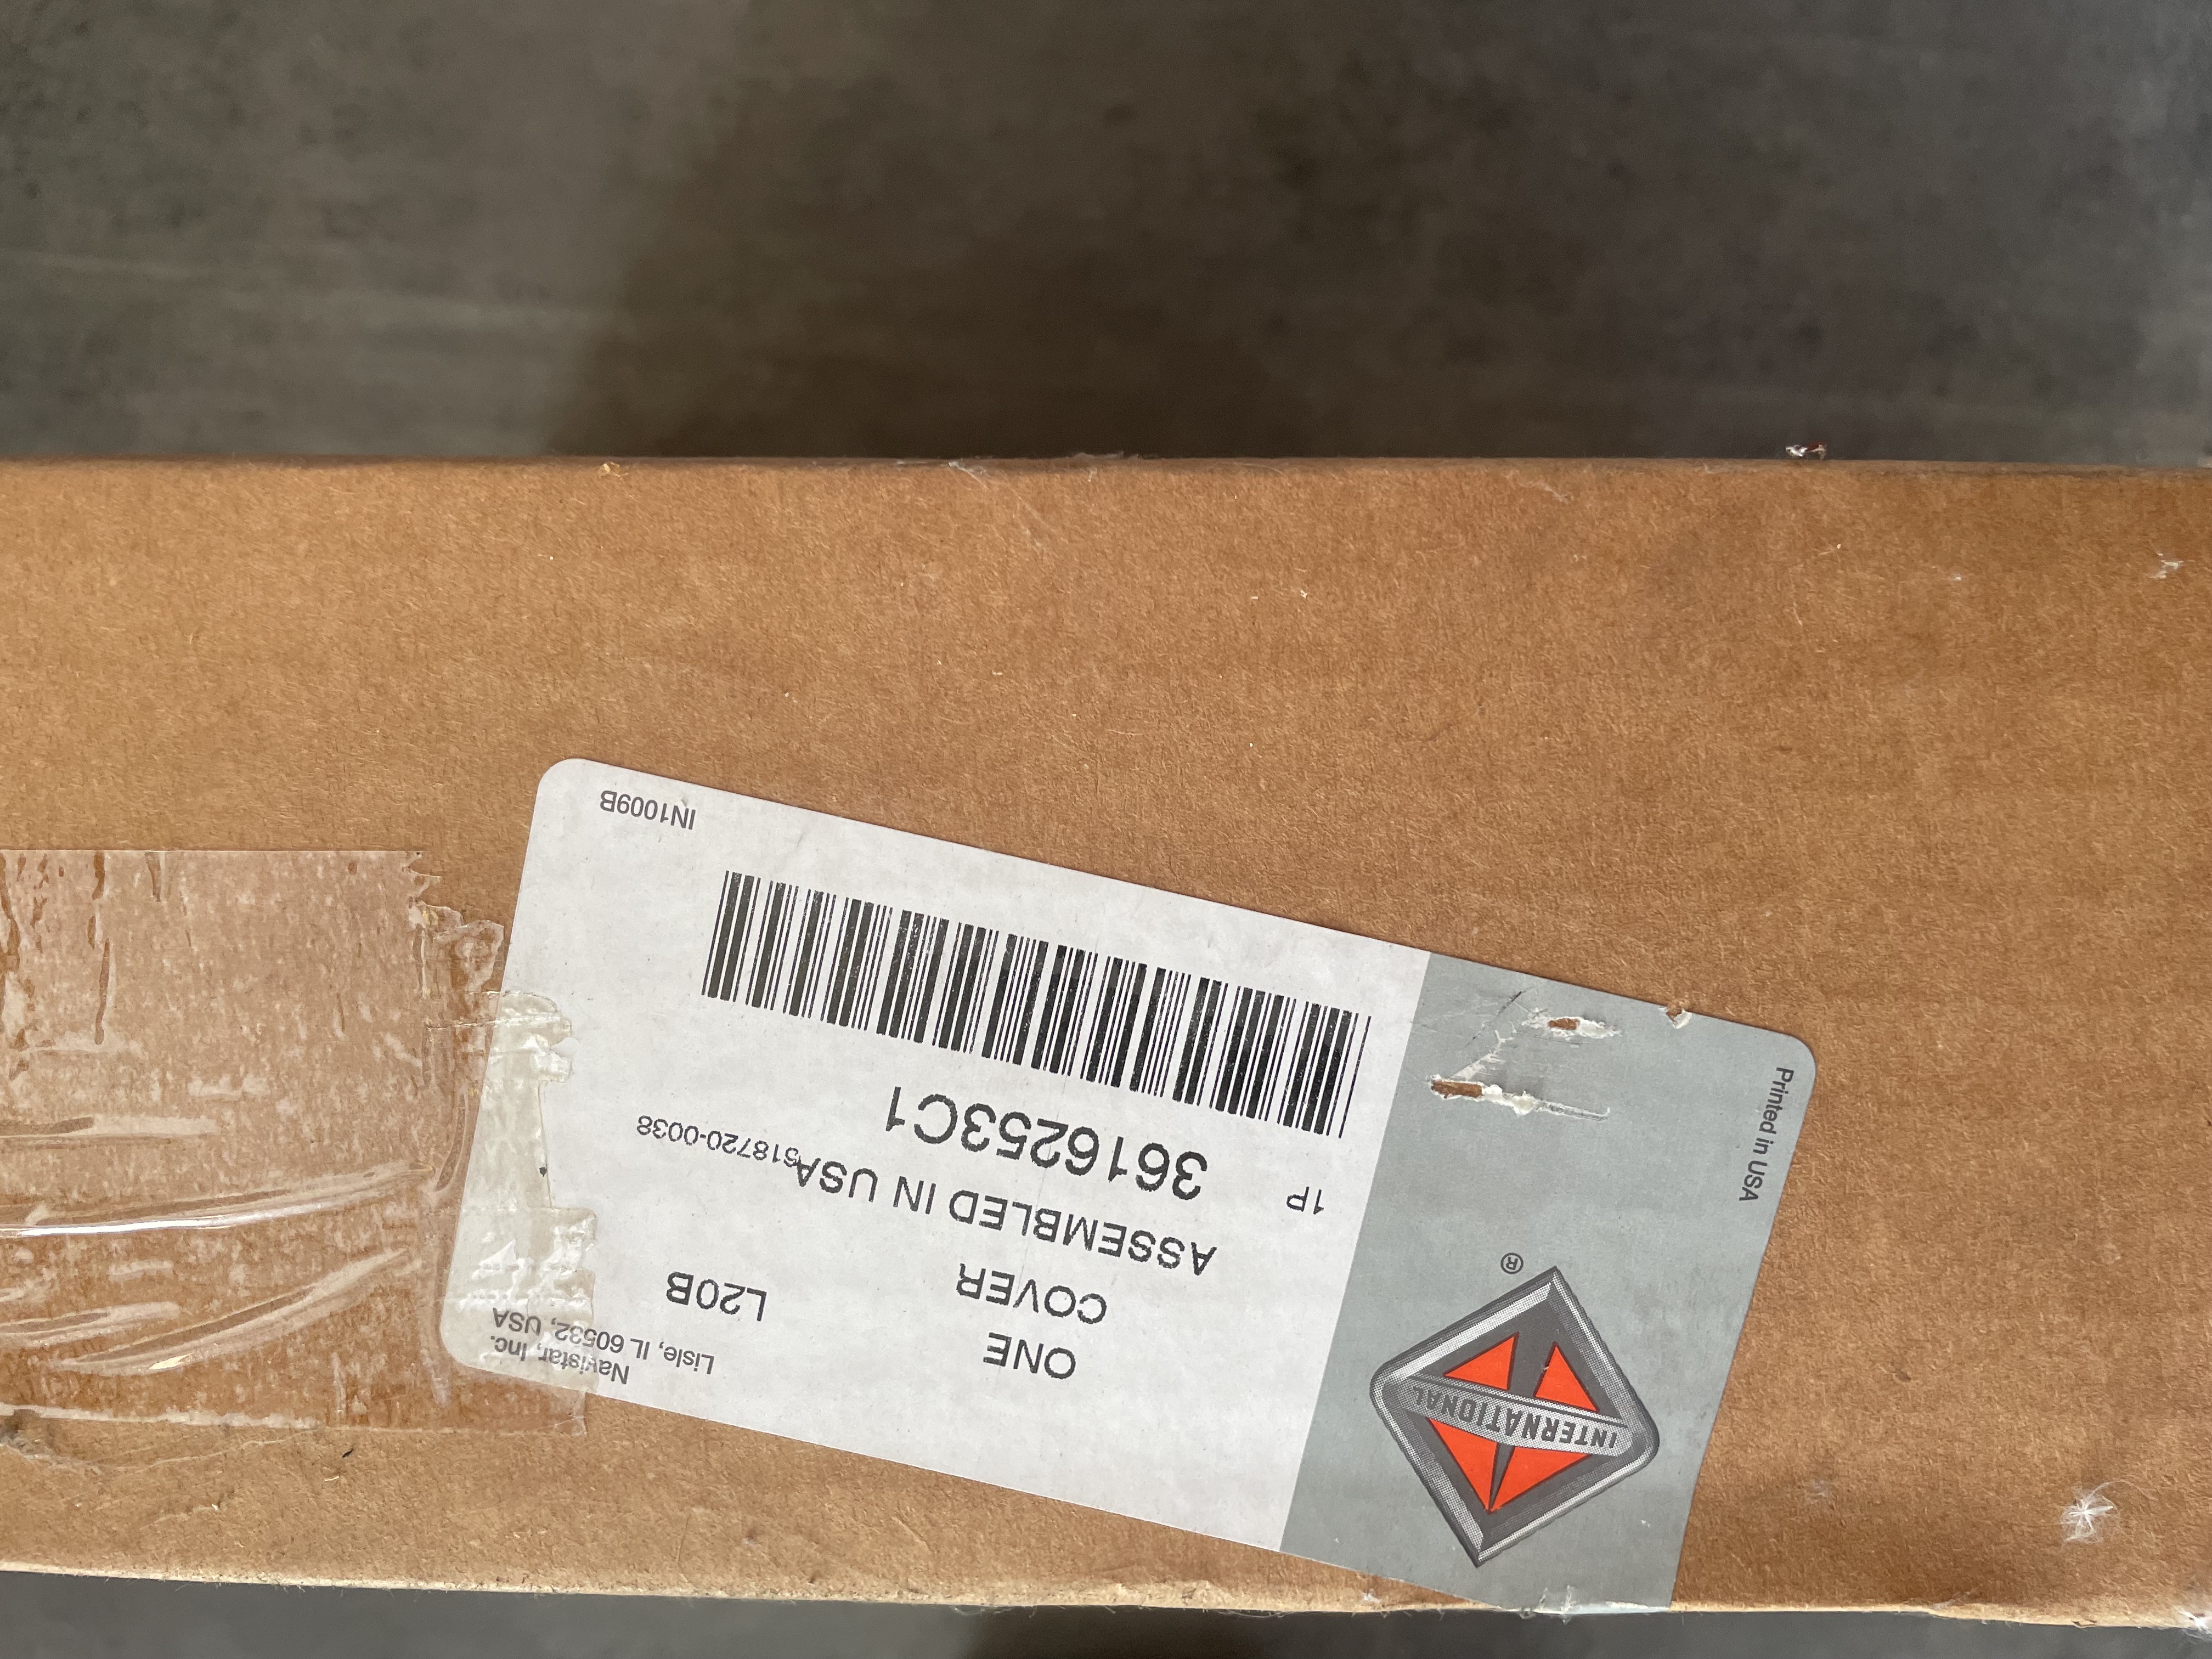 INTERNATIONAL
®
Navistar, Inc.
Lisle, IL 60532, USA
ONE
COVER
L20B
ASSEMBLED IN USA
518720-0038
1P
3616253C1
Printed in USA
IN1009B